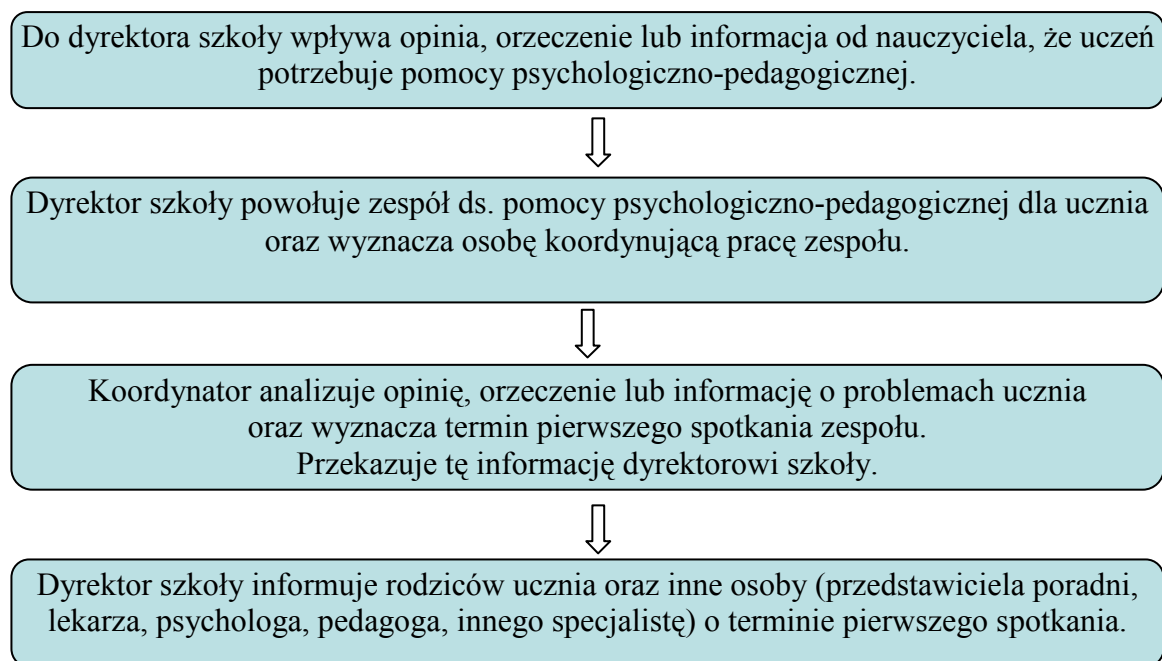 Do dyrektora szkoły wpływa opinia, orzeczenie lub informacja od nauczyciela, że uczeń
potrzebuje pomocy psychologiczno-pedagogicznej.
Dyrektor szkoły powołuje zespół ds. pomocy psychologiczno-pedagogicznej dla ucznia
oraz wyznacza osobę koordynującą pracę zespołu.
Koordynator analizuje opinię, orzeczenie lub informację o problemach ucznia
oraz wyznacza termin pierwszego spotkania zespołu.
Przekazuje tę informację dyrektorowi szkoły.
Dyrektor szkoły informuje rodziców ucznia oraz inne osoby (przedstawiciela poradni,
lekarza, psychologa, pedagoga, innego specjalistę) o terminie pierwszego spotkania.